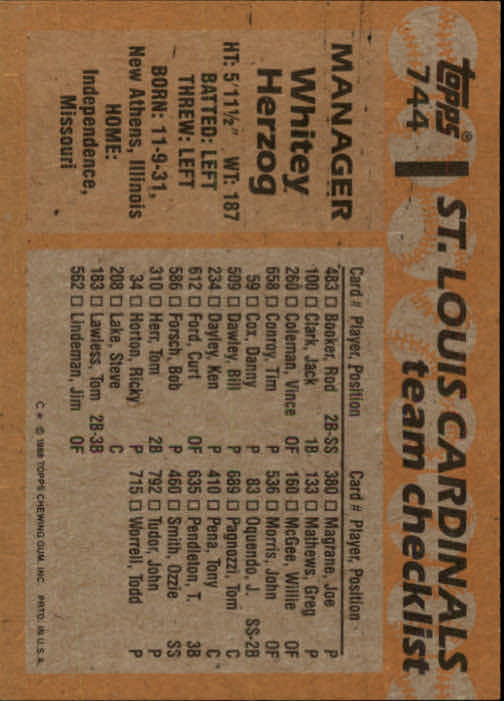 topps
744
ST. LOUIS CARDINALS
team checklist
MANAGER
Whitey
Herzog
HT: 5'11½" WT: 187
BATTED: LEFT
THREW: LEFT
BORN: 11-9-31,
New Athens, Illinois
HOME:
Independence,
Missouri
Card # Player, Position
483 □ Booker, Rod 2B-SS
100 □ Clark, Jack 1B
260 □ Coleman, Vince OF
658 □ Conroy, Tim P
59 □ Cox, Danny P
509 □ Dawley, Bill P
234 □ Dayley, Ken P
612 □ Ford, Curt OF
586 □ Forsch, Bob P
310 □ Herr, Tom 2B
34 □ Horton, Ricky P
208 □ Lake, Steve C
183 □ Lawless, Tom 2B-3B
562 □ Lindeman, Jim OF
Card # Player, Position
380 □ Magrane, Joe P
133 □ Mathews, Greg P
160 □ McGee, Willie OF
536 □ Morris, John OF
83 □ Oquendo, J. SS-2B
689 □ Pagnozzi, Tom C
410 □ Pena, Tony C
635 □ Pendleton, T. 3B
460 □ Smith, Ozzie SS
792 □ Tudor, John P
715 □ Worrell, Todd P
C * © 1988 TOPPS CHEWING GUM, INC. PRTD. IN U.S.A.